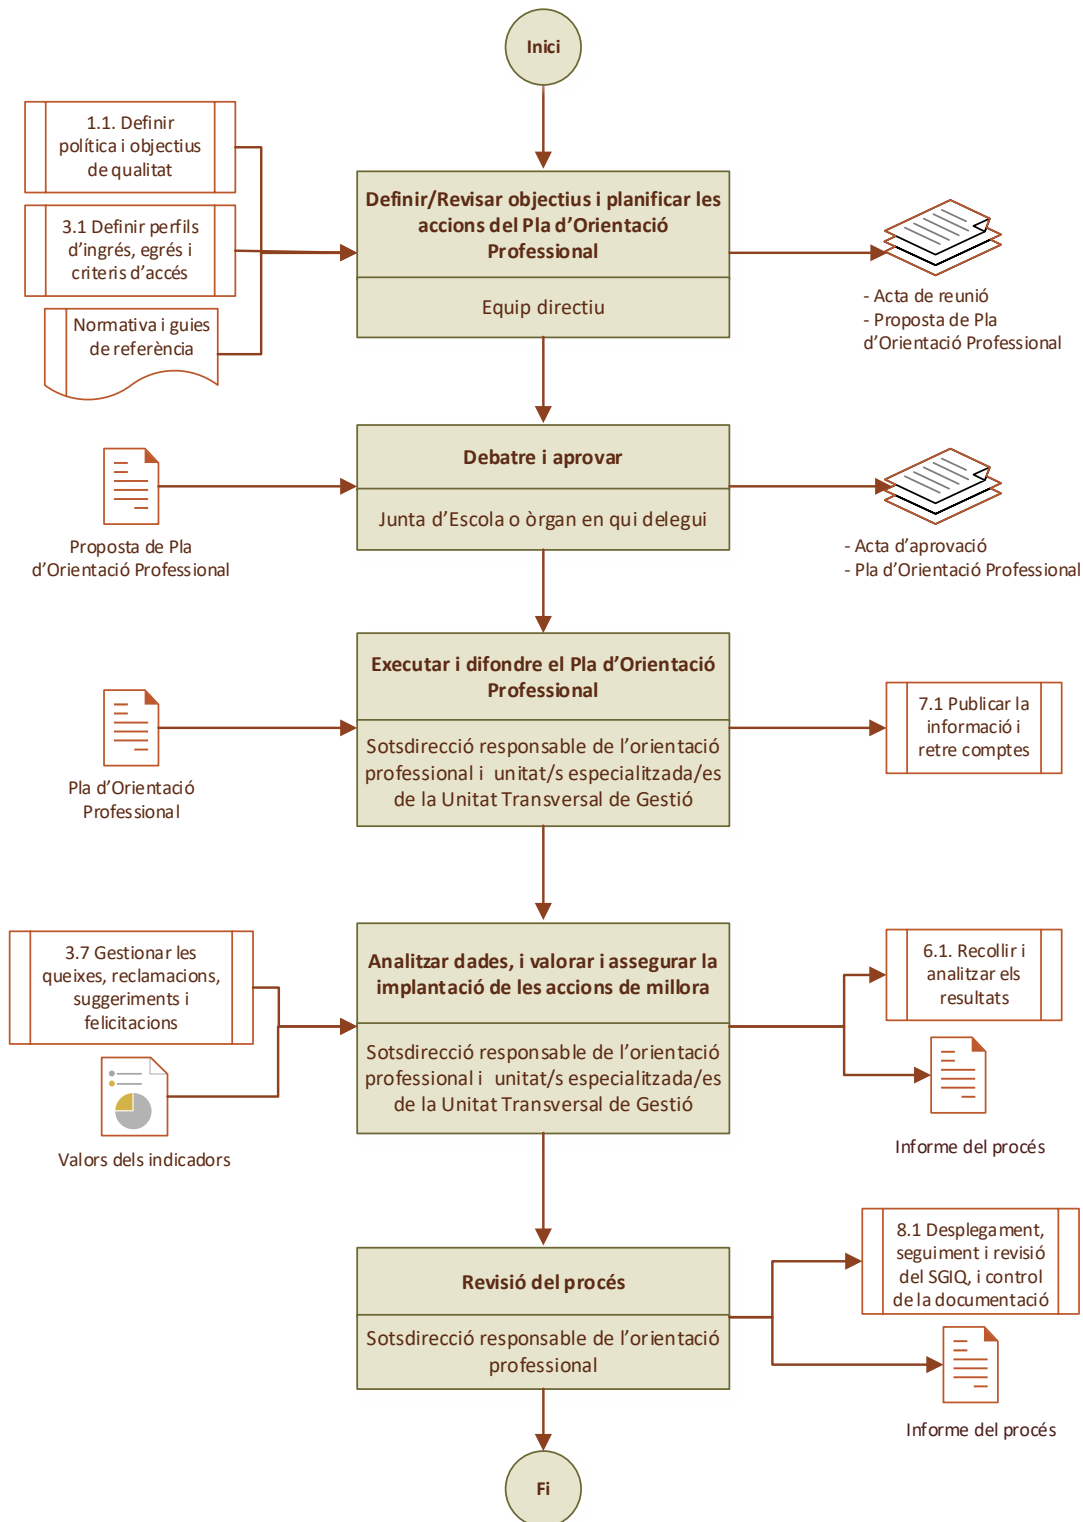 Inici
1.1. Definir
política i objectius
de qualitat
3.1 Definir perfils
d’ingrés, egrés i
criteris d’accés
Normativa i guies
de referència
Definir/Revisar objectius i planificar les
accions del Pla d’Orientació
Professional
Equip directiu
- Acta de reunió
- Proposta de Pla
d’Orientació Professional
Proposta de Pla
d’Orientació Professional
Debatre i aprovar
Junta d’Escola o òrgan en qui delegui
- Acta d’aprovació
- Pla d’Orientació Professional
Pla d’Orientació
Professional
Executar i difondre el Pla d’Orientació
Professional
Sotsdirecció responsable de l’orientació
professional i unitat/s especialitzada/es
de la Unitat Transversal de Gestió
7.1 Publicar la
informació i
retre comptes
3.7 Gestionar les
queixes, reclamacions,
suggeriments i
felicitacions
Valors dels indicadors
Analitzar dades, i valorar i assegurar la
implantació de les accions de millora
Sotsdirecció responsable de l’orientació
professional i unitat/s especialitzada/es
de la Unitat Transversal de Gestió
6.1. Recollir i
analitzar els
resultats
Informe del procés
Revisió del procés
Sotsdirecció responsable de l’orientació
professional
8.1 Desplegament,
seguiment i revisió
del SGIQ, i control
de la documentació
Informe del procés
Fi